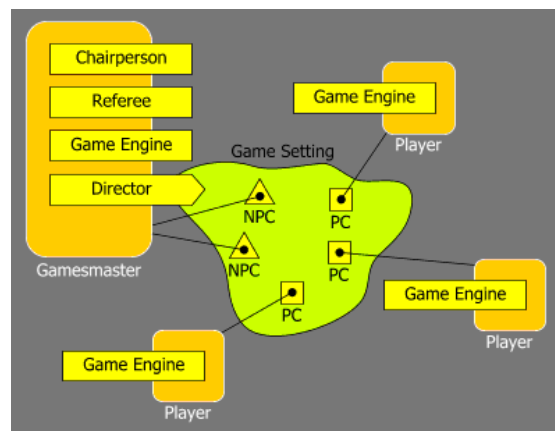 Chairperson
Referee
Game Engine
Director
Gamesmaster
Game Setting
NPC
NPC
PC
PC
PC
Game Engine
Player
Game Engine
Player
Game Engine
Player